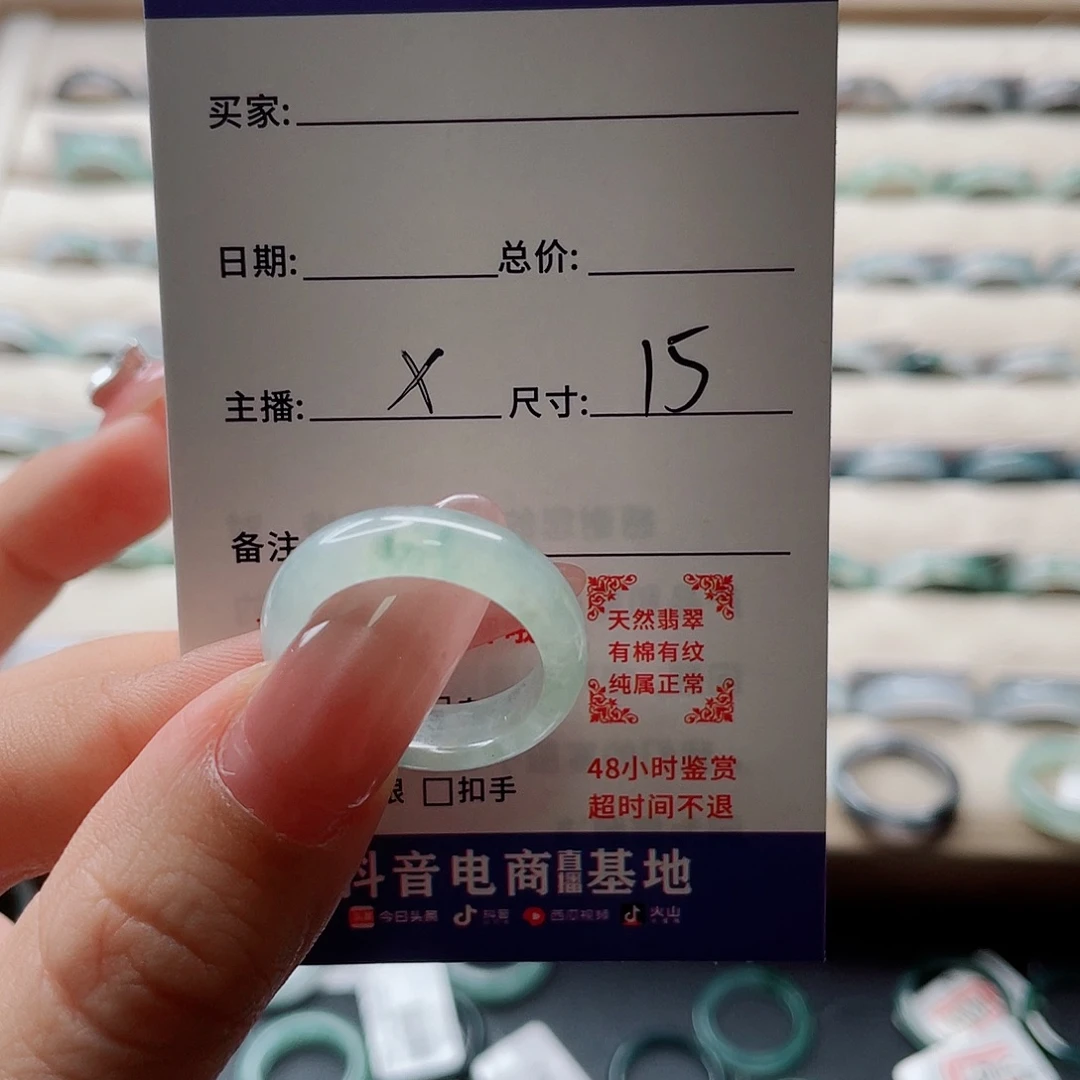 买家:
日期: 总价:
主播: X 尺寸: 15
备注
天然翡翠
有棉有纹
纯属正常
扣手
48小时鉴赏
超时间不退
抖音电商直播基地
今日头条 抖音 西瓜视频 火山